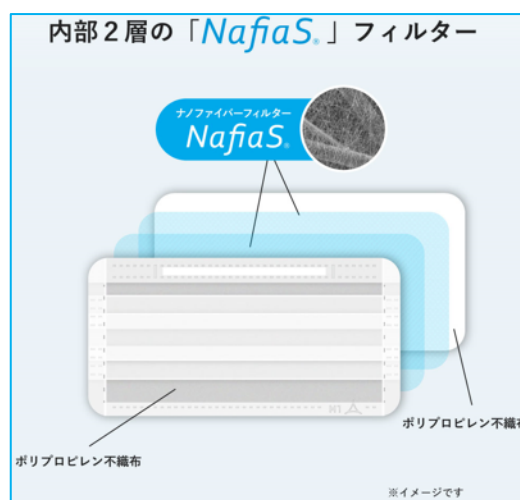 内部2層の「NafiaS®」フィルター
ナノファイバーフィルター
NafiaS®
ポリプロピレン不織布
ポリプロピレン不織布
※イメージです